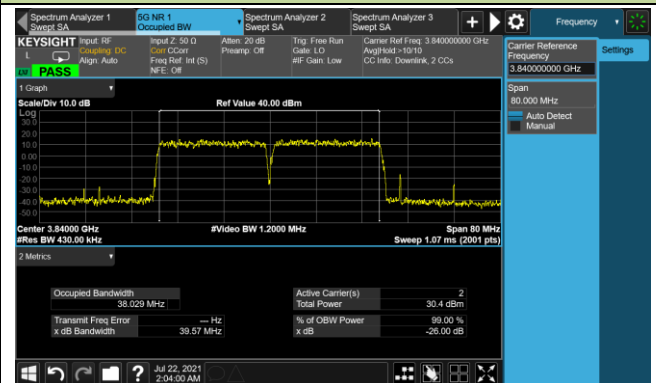 Spectrum Analyzer 1
Swept SA
5G NR 1
Occupied BW
Spectrum Analyzer 2
Swept SA
Spectrum Analyzer 3
Swept SA
Frequency
KEYSIGHT
L
PASS
Input: RF
Coupling: DC
Align: Auto
Input Z: 50 Ω
Corr CCorr
Freq Ref: Int (S)
NFE: Off
Atten: 20 dB
Preamp: Off
Trig: Free Run
Gate: LO
#IF Gain: Low
Carrier Ref Freq: 3.840000000 GHz
Avg|Hold:>10/10
CC Info: Downlink, 2 CCs
Carrier Reference
Frequency
3.840000000 GHz
Settings
Span
80.000 MHz
Auto Detect
Manual
1 Graph
Scale/Div 10.0 dB
Ref Value 40.00 dBm
Log
30.0
20.0
10.0
0.00
-10.0
-20.0
-30.0
-40.0
-50.0
Center 3.84000 GHz
#Video BW 1.2000 MHz
Span 80 MHz
#Res BW 430.00 kHz
Sweep 1.07 ms (2001 pts)
2 Metrics
Occupied Bandwidth
38.029 MHz
Active Carrier(s) 2
Total Power 30.4 dBm
Transmit Freq Error --- Hz
x dB Bandwidth 39.57 MHz
% of OBW Power 99.00 %
x dB -26.00 dB
?
Jul 22, 2021
2:04:00 AM